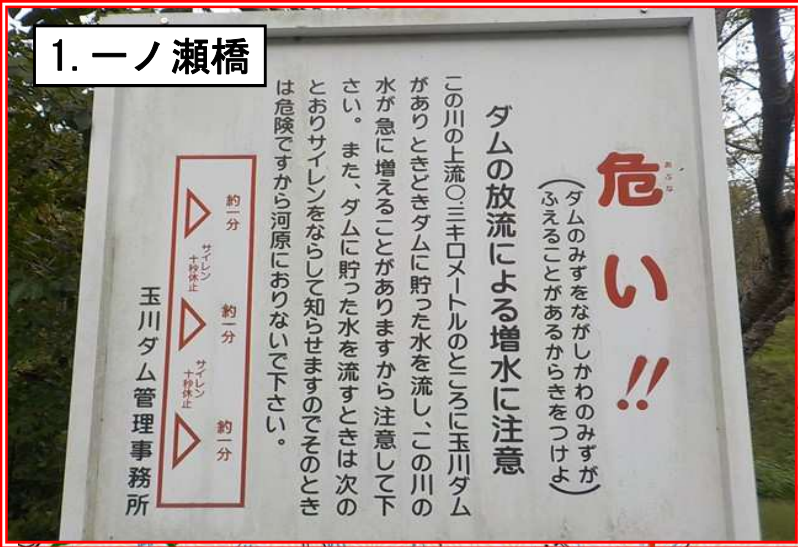 1. 一ノ瀬橋
危い!!
あぶな
(ダムのみずをながしかわのみずが
ふえることがあるからきをつけよ)
ダムの放流による増水に注意
この川の上流〇.三キロメートルのところに玉川ダム
がありときどきダムに貯った水を流し、この川の
水が急に増えることがありますから注意して下
さい。また、ダムに貯った水を流すときは次の
とおりサイレンをならして知らせますのでそのとき
は危険ですから河原におりないで下さい。
約一分
サイレン
十秒休止
約一分
サイレン
十秒休止
約一分
玉川ダム管理事務所